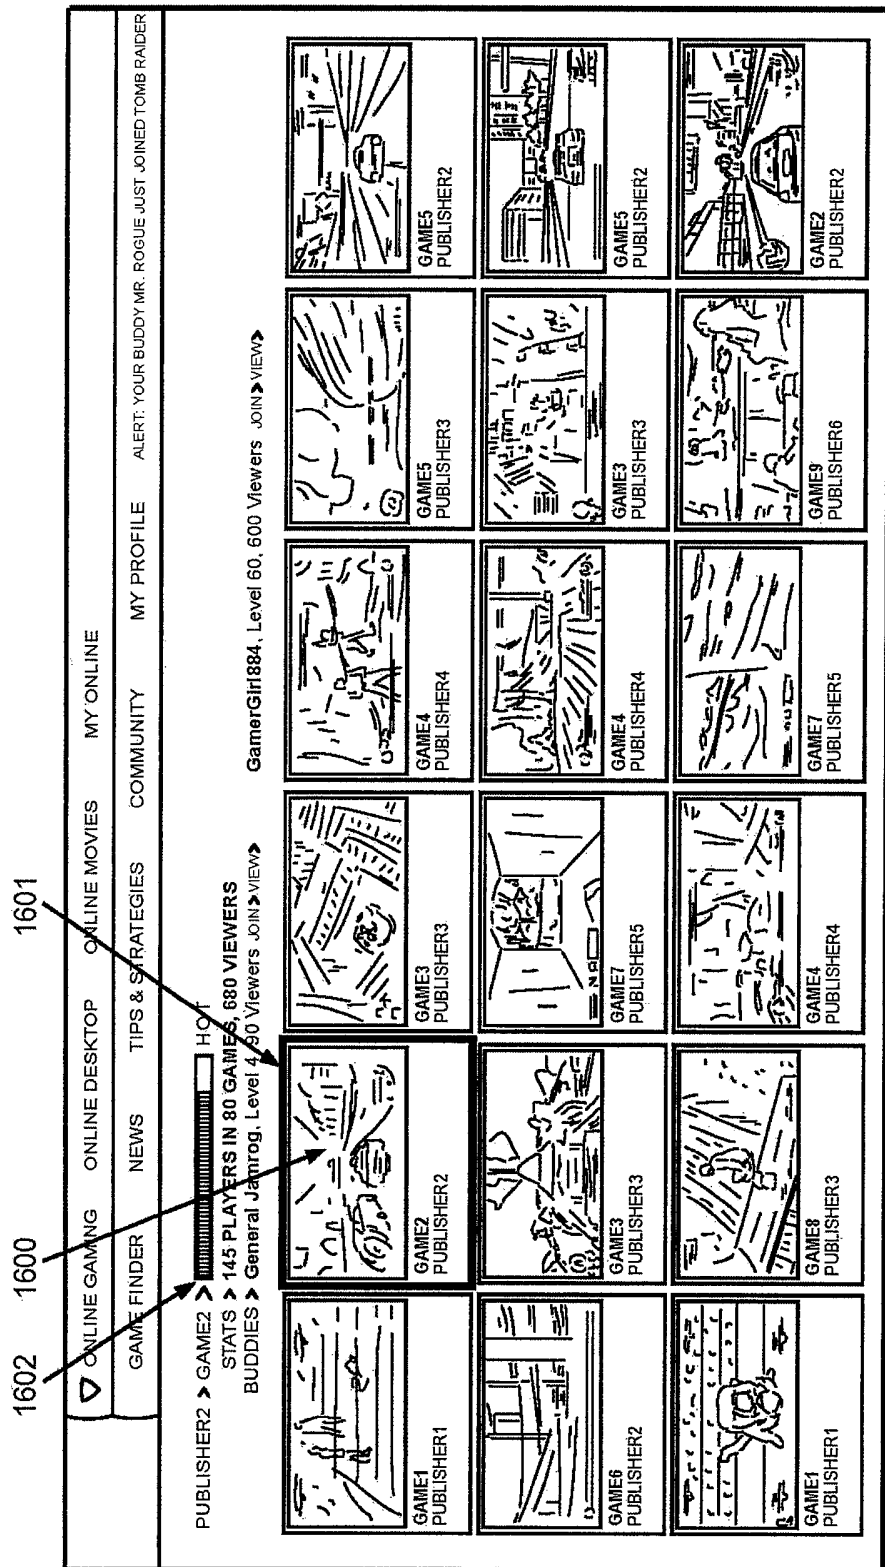 1602
1600
1601
ONLINE GAMING ONLINE DESKTOP ONLINE MOVIES MY ONLINE
GAME FINDER NEWS TIPS & STRATEGIES COMMUNITY MY PROFILE ALERT: YOUR BUDDY MR. ROGUE JUST JOINED TOMB RAIDER
PUBLISHER2 > GAME2 > HOT
STATS > 145 PLAYERS IN 80 GAMES, 680 VIEWERS
BUDDIES > General Jamrog, Level 4, 90 Viewers JOIN > VIEW> GamerGirl884, Level 60, 600 Viewers JOIN > VIEW>
GAME1 GAME2 GAME3 GAME4 GAME5 GAME5
PUBLISHER1 PUBLISHER2 PUBLISHER3 PUBLISHER4 PUBLISHER3 PUBLISHER2
GAME6 GAME3 GAME7 GAME4 GAME3 GAME5
PUBLISHER2 PUBLISHER3 PUBLISHER5 PUBLISHER4 PUBLISHER3 PUBLISHER2
GAME1 GAME8 GAME4 GAME7 GAME9 GAME2
PUBLISHER1 PUBLISHER3 PUBLISHER4 PUBLISHER5 PUBLISHER6 PUBLISHER2